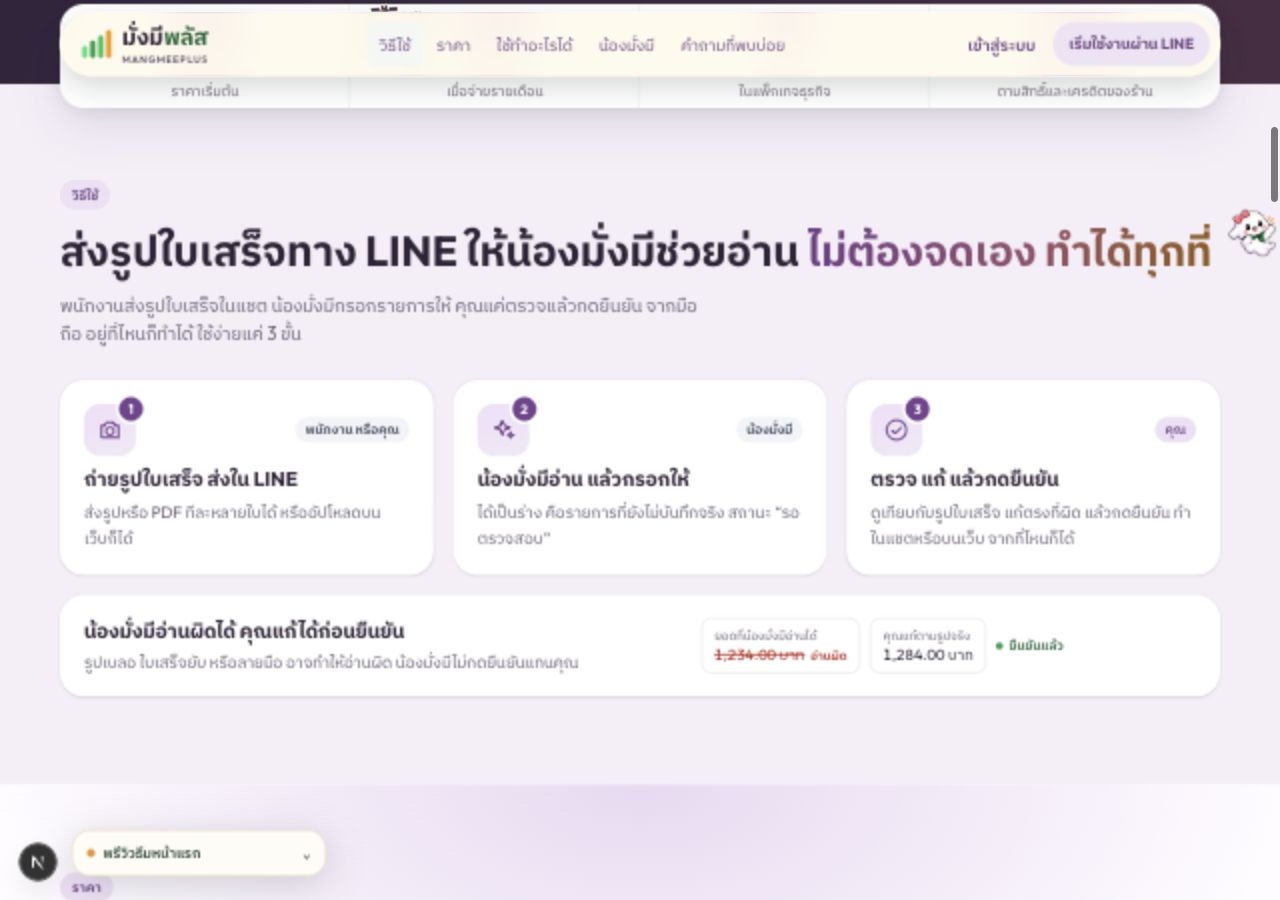 มั่งมีพลัส
MANGMEEPLUS
วิธีใช้
ราคา
ใช้ทำอะไรได้
น้องมั่งมี
คำถามที่พบบ่อย
เข้าสู่ระบบ
เริ่มใช้งานผ่าน LINE
ราคาเริ่มต้น
เมื่อจ่ายรายเดือน
ในแพ็กเกจธุรกิจ
ตามสิทธิ์และเครดิตของร้าน
วิธีใช้
ส่งรูปใบเสร็จทาง LINE ให้น้องมั่งมีช่วยอ่าน ไม่ต้องจดเอง ทำได้ทุกที่
พนักงานส่งรูปใบเสร็จในแชต น้องมั่งมีกรอกรายการให้ คุณแค่ตรวจแล้วกดยืนยัน จากมือ
ถือ อยู่ที่ไหนก็ทำได้ ใช้ง่ายแค่ 3 ขั้น
1
พนักงาน หรือคุณ
ถ่ายรูปใบเสร็จ ส่งใน LINE
ส่งรูปหรือ PDF ทีละหลายใบได้ หรืออัปโหลดบน
เว็บก็ได้
2
น้องมั่งมี
น้องมั่งมีอ่าน แล้วกรอกให้
ได้เป็นร่าง คือรายการที่ยังไม่บันทึกจริง สถานะ “รอ
ตรวจสอบ”
3
คุณ
ตรวจ แก้ แล้วกดยืนยัน
ดูเทียบกับรูปใบเสร็จ แก้ตรงที่ผิด แล้วกดยืนยัน ทำ
ในแชตหรือบนเว็บ จากที่ไหนก็ได้
น้องมั่งมีอ่านผิดได้ คุณแก้ได้ก่อนยืนยัน
รูปเบลอ ใบเสร็จยับ หรือลายมือ อาจทำให้อ่านผิด น้องมั่งมีไม่กดยืนยันแทนคุณ
ยอดที่น้องมั่งมีอ่านได้
1,234.00 บาท อ่านผิด
คุณแก้ตามรูปจริง
1,284.00 บาท
ยืนยันแล้ว
N
พรีวิวธีมหน้าแรก
ราคา